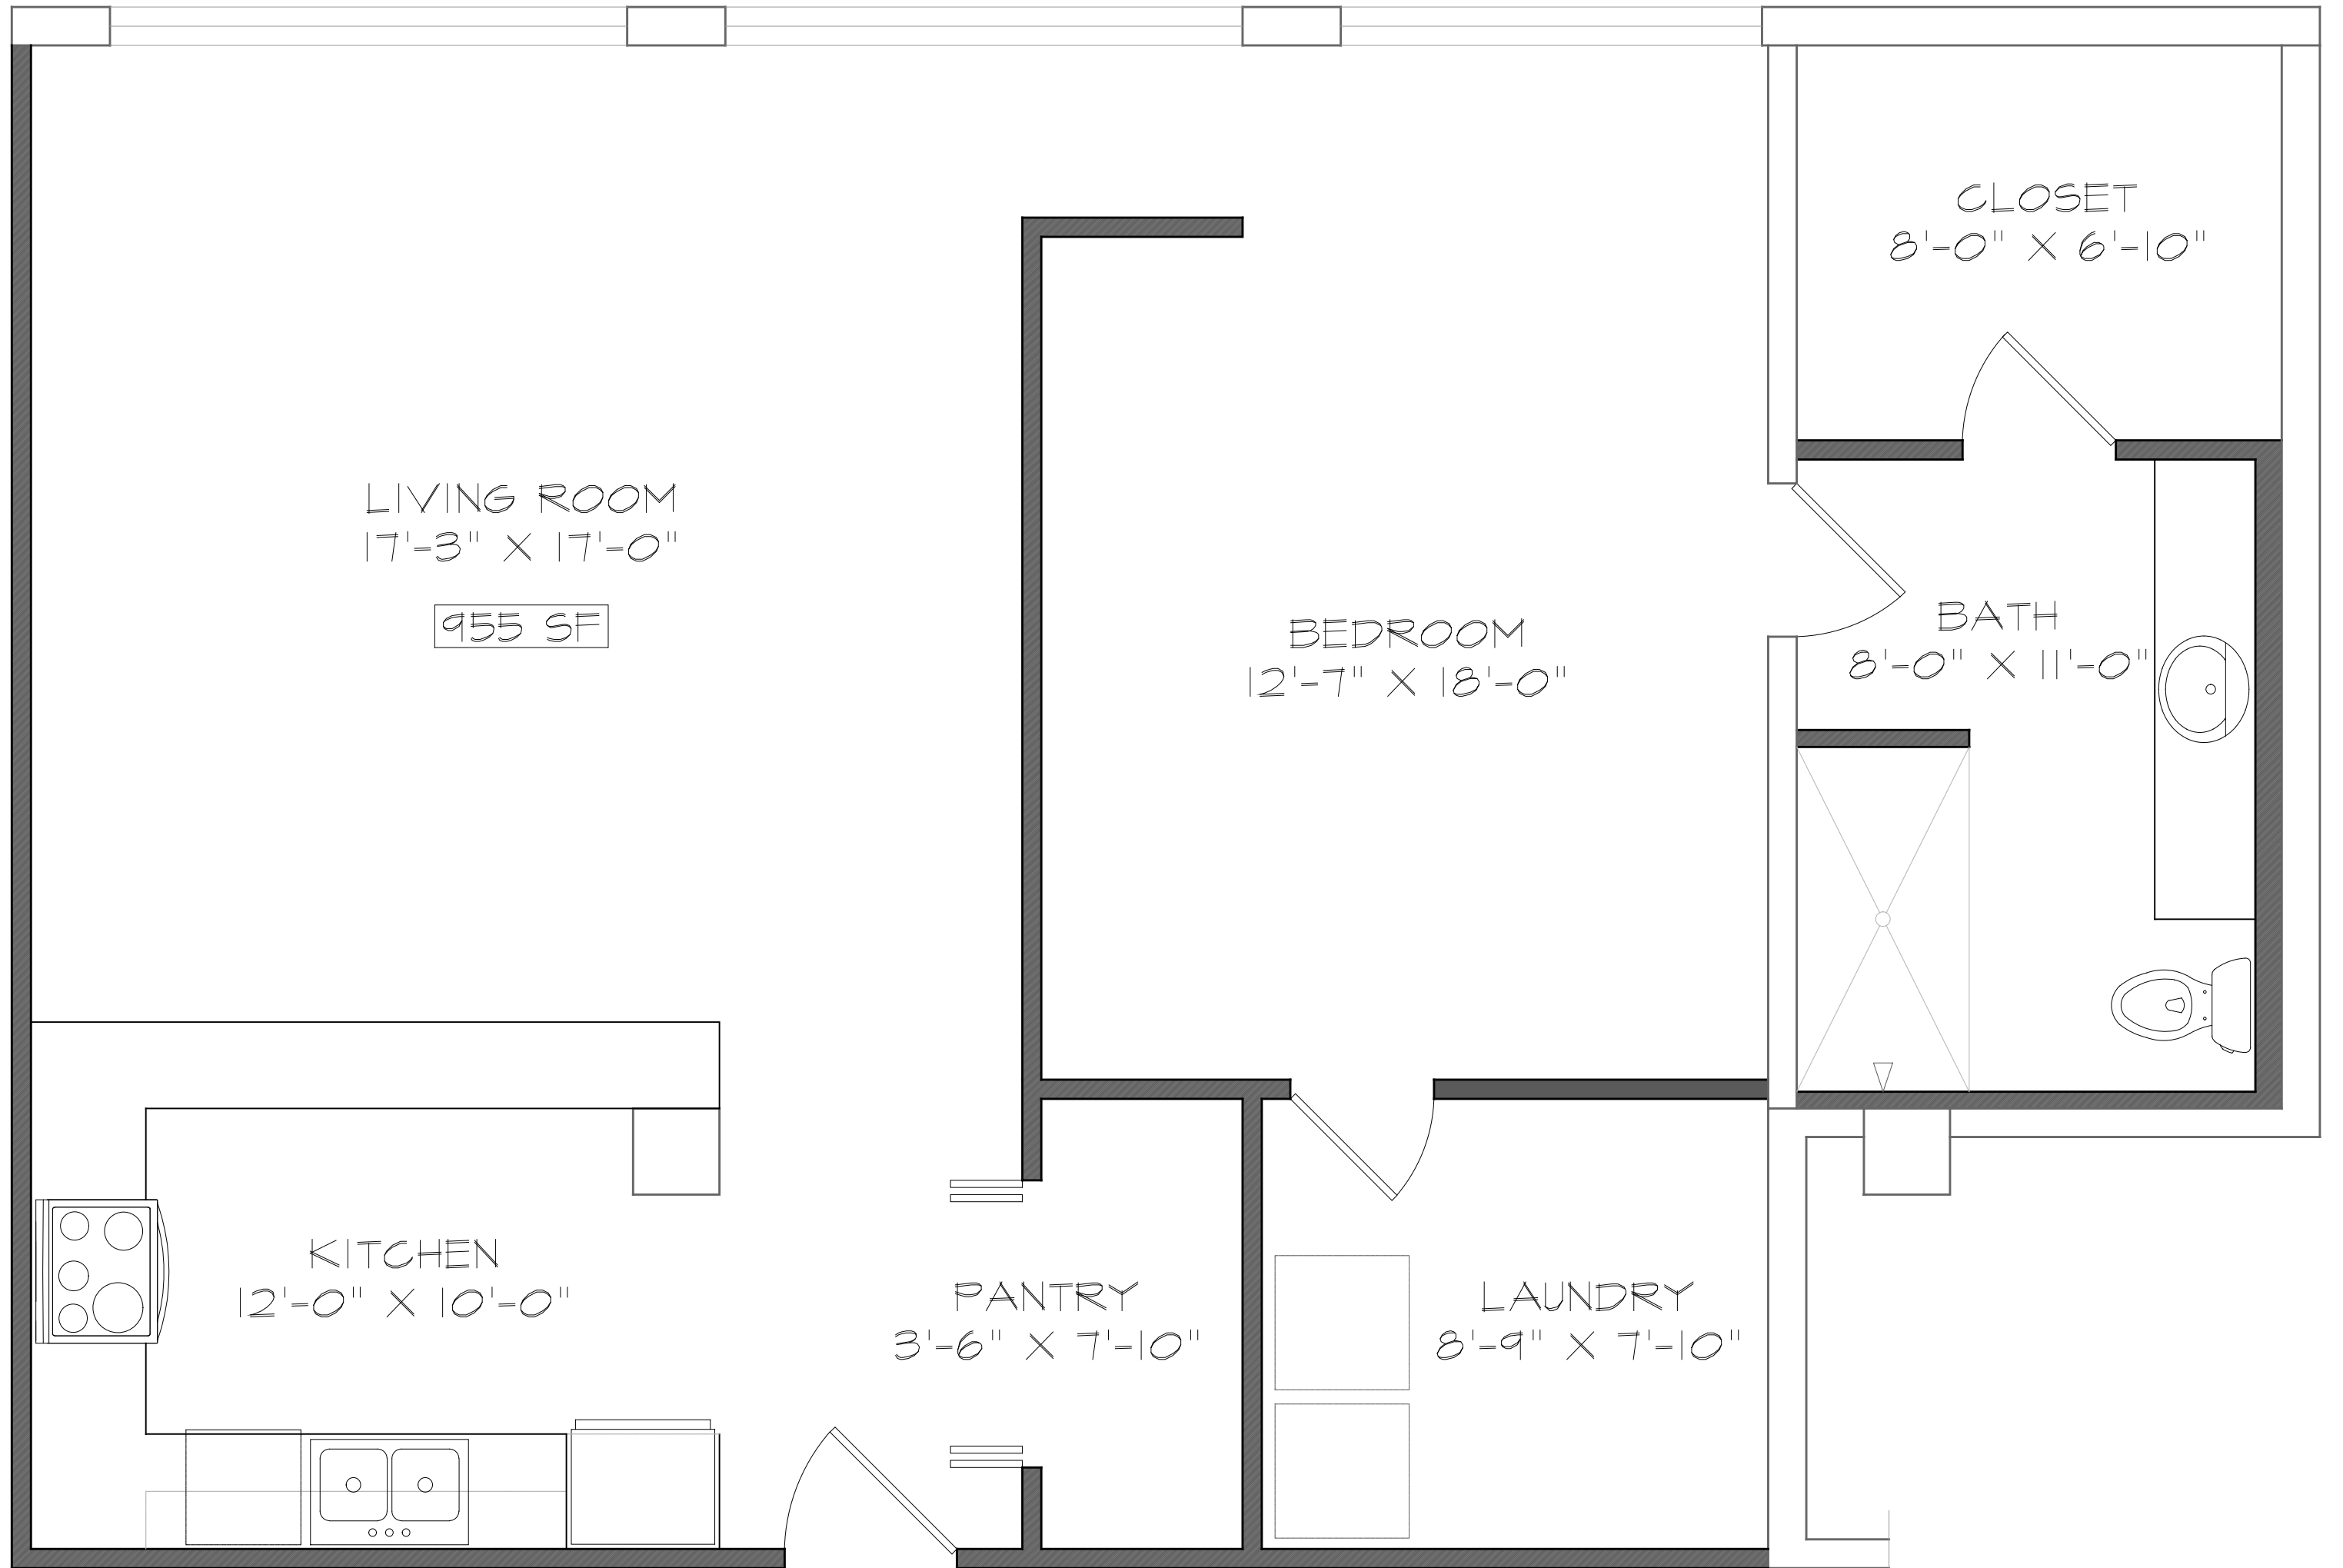 CLOSET
8'-0" X 6'-10"
LIVING ROOM
17'-3" X 17'-0"
955 SF
BEDROOM
12'-7" X 18'-0"
BATH
8'-0" X 11'-0"
KITCHEN
12'-0" X 10'-0"
PANTRY
3'-6" X 7'-10"
LAUNDRY
8'-9" X 7'-10"